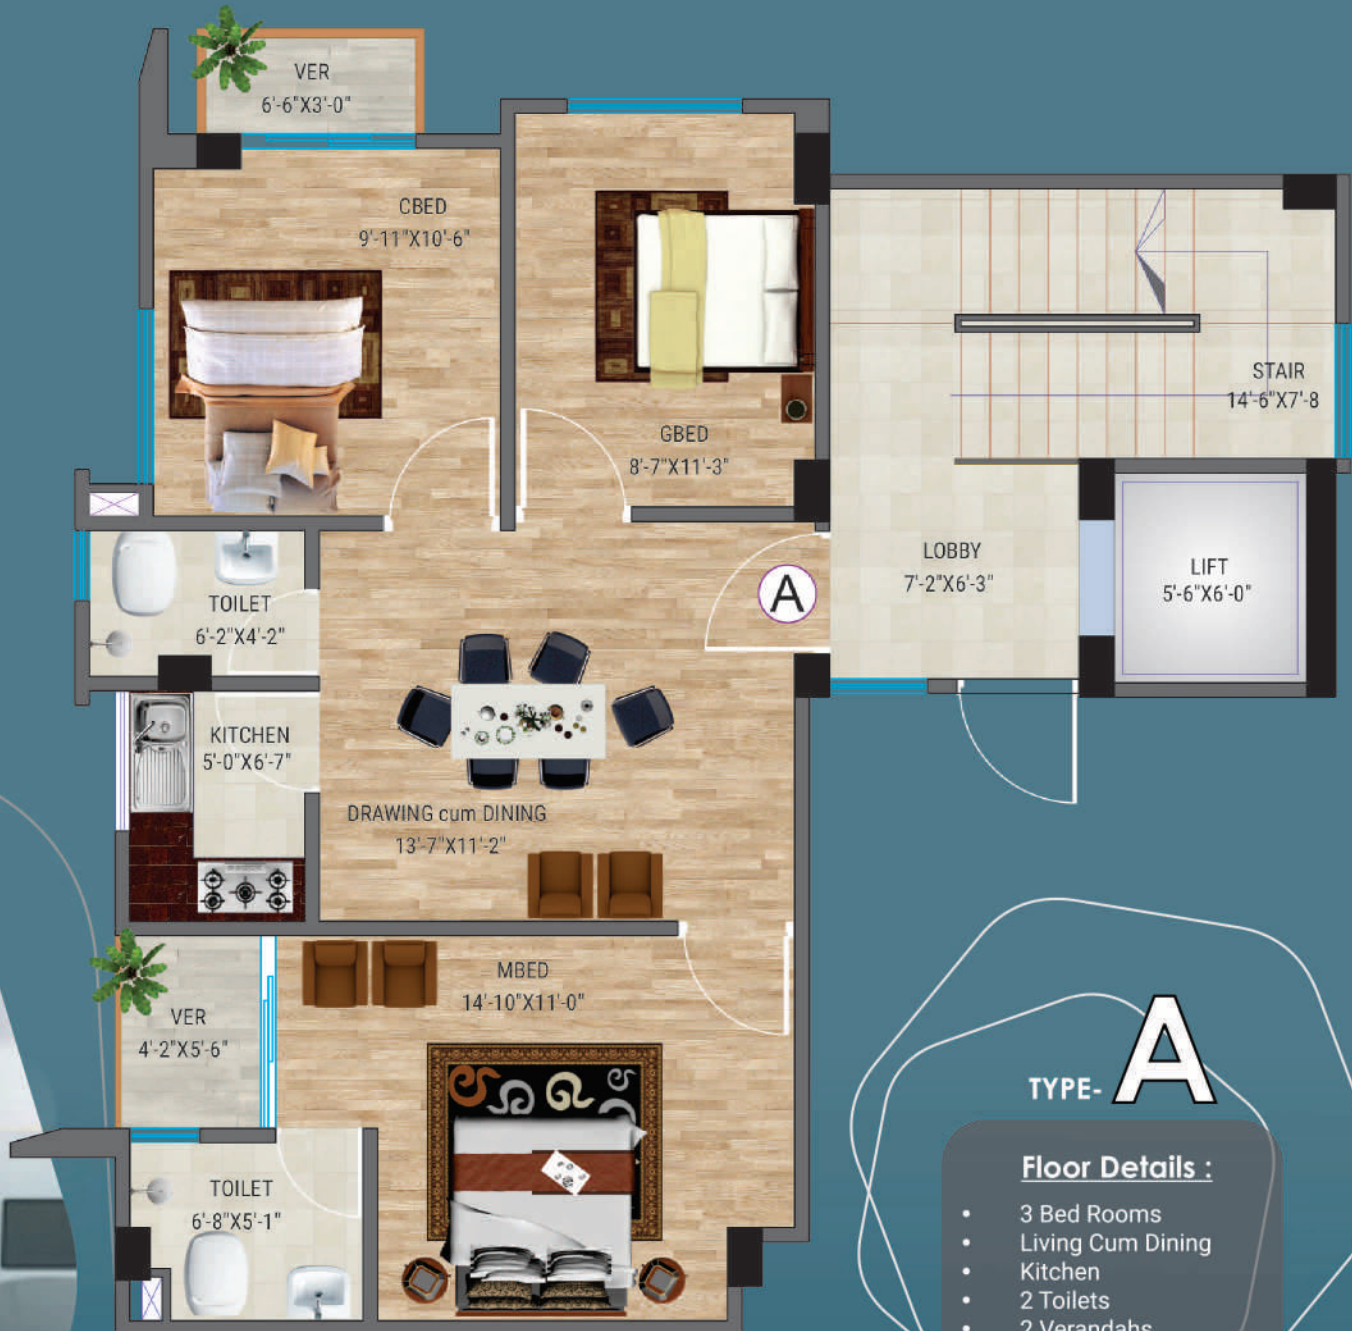 VER
6'-6"X3'-0"
CBED
9'-11"X10'-6"
GBED
8'-7"X11'-3"
STAIR
14'-6"X7'-8
LOBBY
7'-2"X6'-3"
LIFT
5'-6"X6'-0"
A
TOILET
6'-2"X4'-2"
KITCHEN
5'-0"X6'-7"
DRAWING cum DINING
13'-7"X11'-2"
MBED
14'-10"X11'-0"
VER
4'-2"X5'-6"
TOILET
6'-8"X5'-1"
TYPE- A
Floor Details :
• 3 Bed Rooms
• Living Cum Dining
• Kitchen
• 2 Toilets
• 2 Verandahs